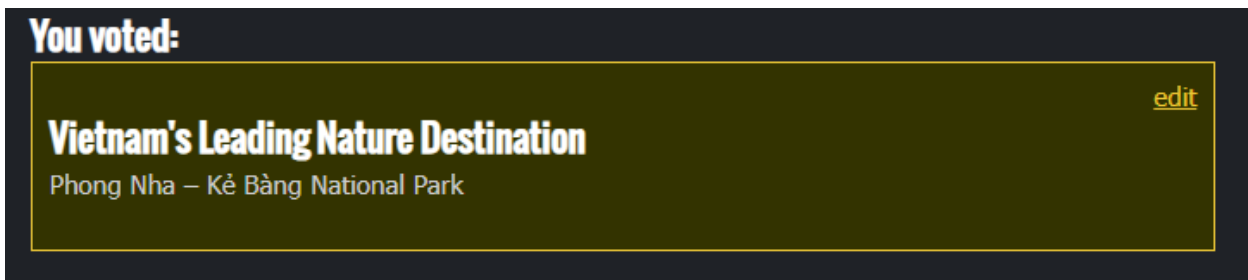 You voted:
edit
Vietnam's Leading Nature Destination
Phong Nha – Kẻ Bàng National Park